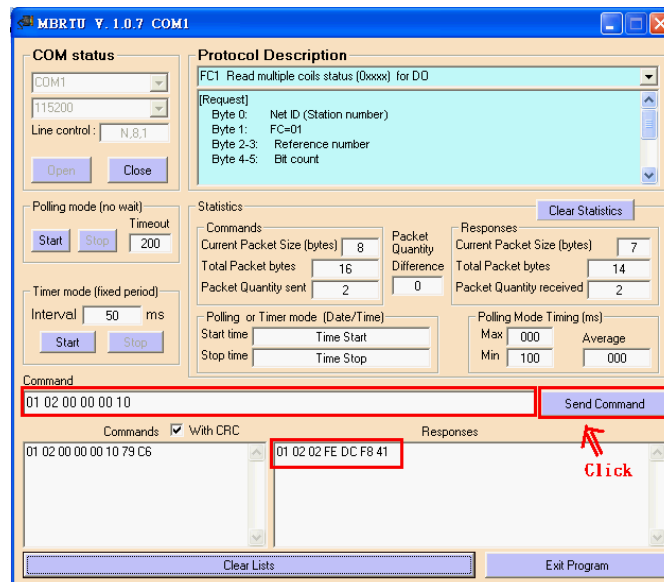 MBRTU V. 1.0.7 COM1
COM status
COM1
115200
Line control : N,8,1
Open Close
Protocol Description
FC1 Read multiple coils status (0xxxx) for DO
[Request]
Byte 0: Net ID (Station number)
Byte 1: FC=01
Byte 2-3: Reference number
Byte 4-5: Bit count
Polling mode (no wait)
Timeout
Start Stop 200
Timer mode (fixed period)
Interval 50 ms
Start Stop
Statistics
Clear Statistics
Commands
Current Packet Size (bytes) 8
Total Packet bytes 16
Packet Quantity sent 2
Packet
Quantity
Difference
0
Responses
Current Packet Size (bytes) 7
Total Packet bytes 14
Packet Quantity received 2
Polling or Timer mode (Date/Time)
Start time Time Start
Stop time Time Stop
Polling Mode Timing (ms)
Max 000 Average
Min 100 000
Command
01 02 00 00 00 10
Send Command
Click
Commands With CRC
01 02 00 00 00 10 79 C6
Responses
01 02 02 FE DC F8 41
Clear Lists
Exit Program